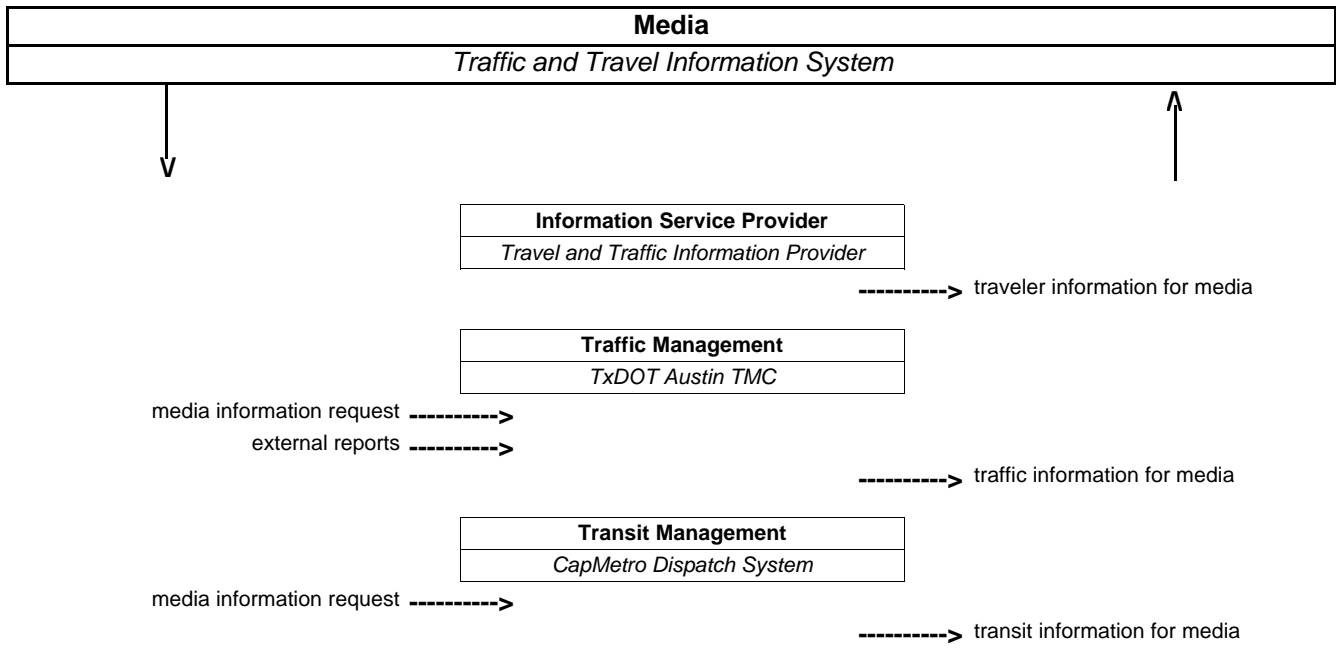 Media
Traffic and Travel Information System
Information Service Provider
Travel and Traffic Information Provider
traveler information for media
Traffic Management
TxDOT Austin TMC
media information request
external reports
traffic information for media
Transit Management
CapMetro Dispatch System
media information request
transit information for media